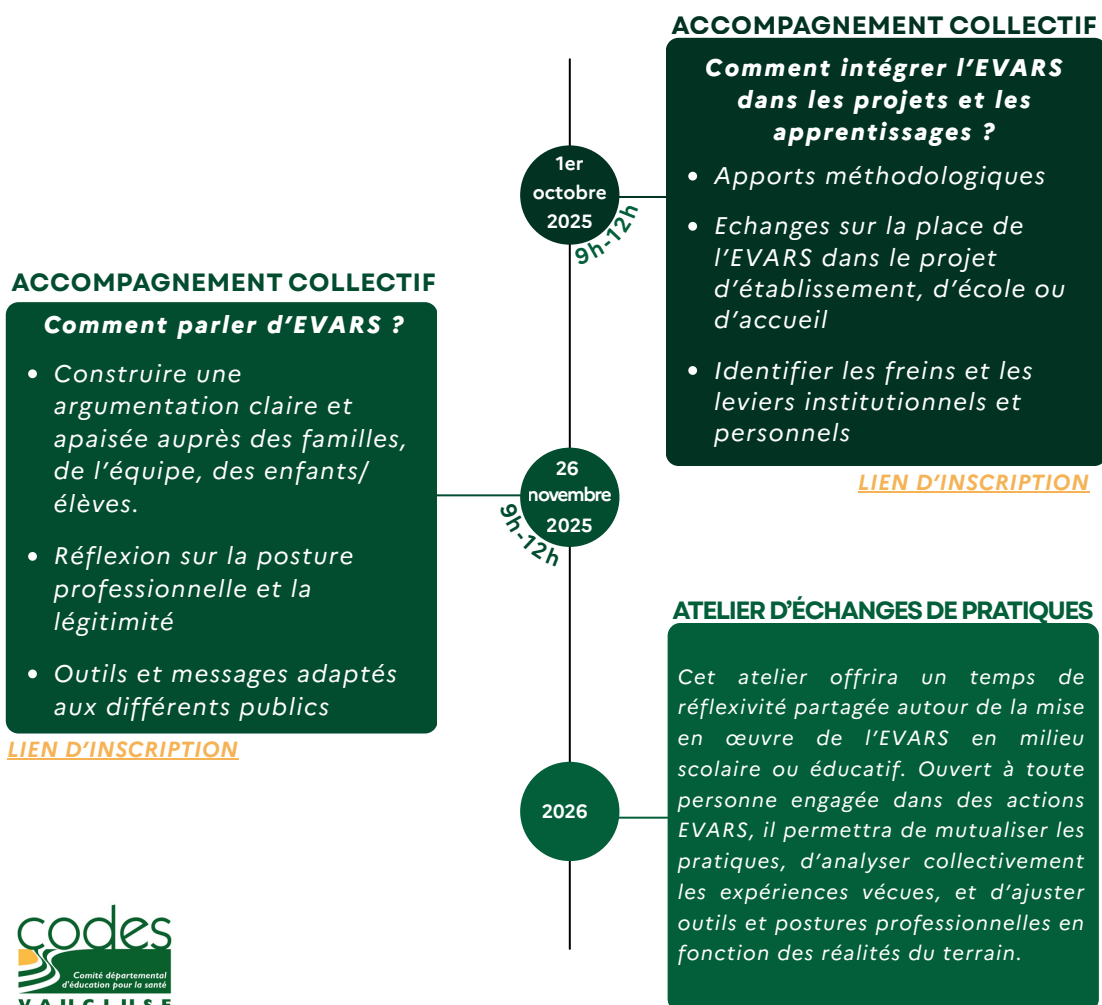 ACCOMPAGNEMENT COLLECTIF
Comment intégrer l'EVARS
dans les projets et les
apprentissages ?
• Apports méthodologiques
• Echanges sur la place de
l'EVARS dans le projet
d'établissement, d'école ou
d'accueil
• Identifier les freins et les
leviers institutionnels et
personnels
LIEN D'INSCRIPTION
1er
octobre
2025
9h-12h
ACCOMPAGNEMENT COLLECTIF
Comment parler d'EVARS ?
• Construire une
argumentation claire et
apaisée auprès des familles,
de l'équipe, des enfants/
élèves.
• Réflexion sur la posture
professionnelle et la
légitimité
• Outils et messages adaptés
aux différents publics
LIEN D'INSCRIPTION
26
novembre
2025
9h-12h
ATELIER D'ÉCHANGES DE PRATIQUES
Cet atelier offrira un temps de
réflexivité partagée autour de la mise
en œuvre de l'EVARS en milieu
scolaire ou éducatif. Ouvert à toute
personne engagée dans des actions
EVARS, il permettra de mutualiser les
pratiques, d'analyser collectivement
les expériences vécues, et d'ajuster
outils et postures professionnelles en
fonction des réalités du terrain.
2026
codes
Comité départemental
d'éducation pour la santé
VAUCLUSE